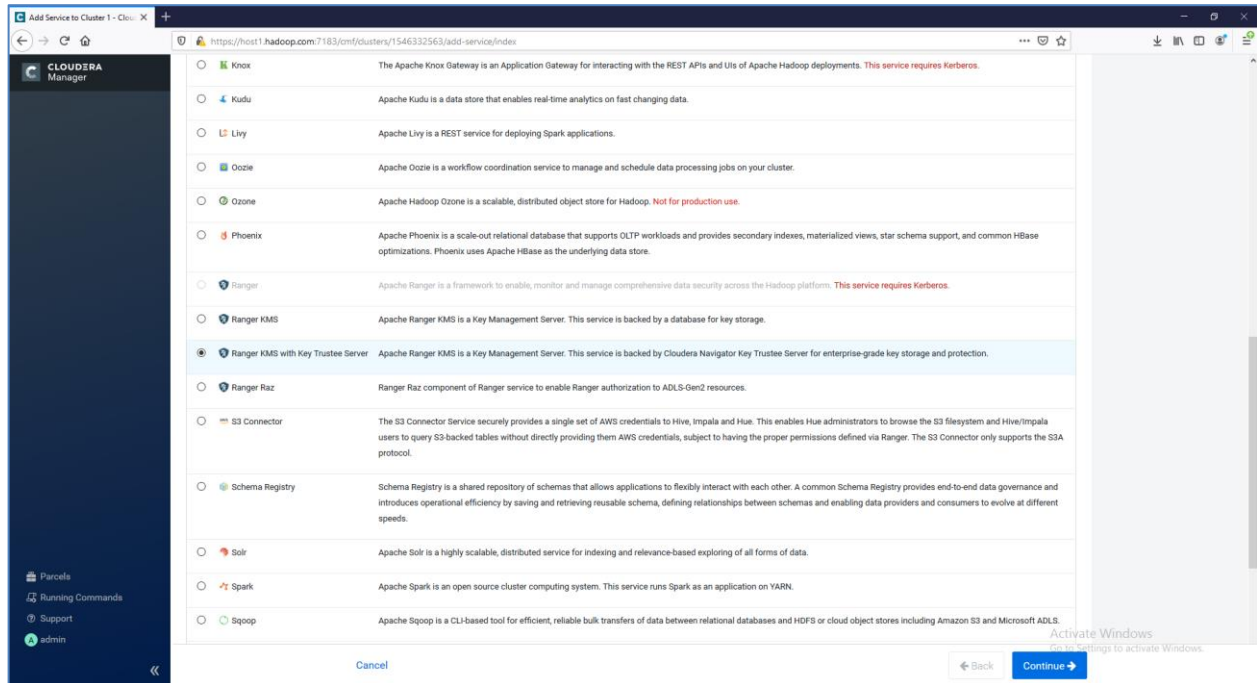 Add Service to Cluster 1 - Clou
https://host1.hadoop.com:7183/cmf/clusters/1546332563/add-service/index
CLOUDERA
Manager
Knox The Apache Knox Gateway is an Application Gateway for interacting with the REST APIs and UIs of Apache Hadoop deployments. This service requires Kerberos.
Kudu Apache Kudu is a data store that enables real-time analytics on fast changing data.
Livy Apache Livy is a REST service for deploying Spark applications.
Oozie Apache Oozie is a workflow coordination service to manage and schedule data processing jobs on your cluster.
Ozone Apache Hadoop Ozone is a scalable, distributed object store for Hadoop. Not for production use.
Phoenix Apache Phoenix is a scale-out relational database that supports OLTP workloads and provides secondary indexes, materialized views, star schema support, and common HBase
optimizations. Phoenix uses Apache HBase as the underlying data store.
Ranger Apache Ranger is a framework to enable, monitor and manage comprehensive data security across the Hadoop platform. This service requires Kerberos.
Ranger KMS Apache Ranger KMS is a Key Management Server. This service is backed by a database for key storage.
Ranger KMS with Key Trustee Server Apache Ranger KMS is a Key Management Server. This service is backed by Cloudera Navigator Key Trustee Server for enterprise-grade key storage and protection.
Ranger Raz Ranger Raz component of Ranger service to enable Ranger authorization to ADLS-Gen2 resources.
S3 Connector The S3 Connector Service securely provides a single set of AWS credentials to Hive, Impala and Hue. This enables Hue administrators to browse the S3 filesystem and Hive/Impala
users to query S3-backed tables without directly providing them AWS credentials, subject to having the proper permissions defined via Ranger. The S3 Connector only supports the S3A
protocol.
Schema Registry Schema Registry is a shared repository of schemas that allows applications to flexibly interact with each other. A common Schema Registry provides end-to-end data governance and
introduces operational efficiency by saving and retrieving reusable schema, defining relationships between schemas and enabling data providers and consumers to evolve at different
speeds.
Solr Apache Solr is a highly scalable, distributed service for indexing and relevance-based exploring of all forms of data.
Spark Apache Spark is an open source cluster computing system. This service runs Spark as an application on YARN.
Sqoop Apache Sqoop is a CLI-based tool for efficient, reliable bulk transfers of data between relational databases and HDFS or cloud object stores including Amazon S3 and Microsoft ADLS.
Parcels
Running Commands
Support
A admin
Cancel
Back
Continue
Activate Windows
Go to Settings to activate Windows.